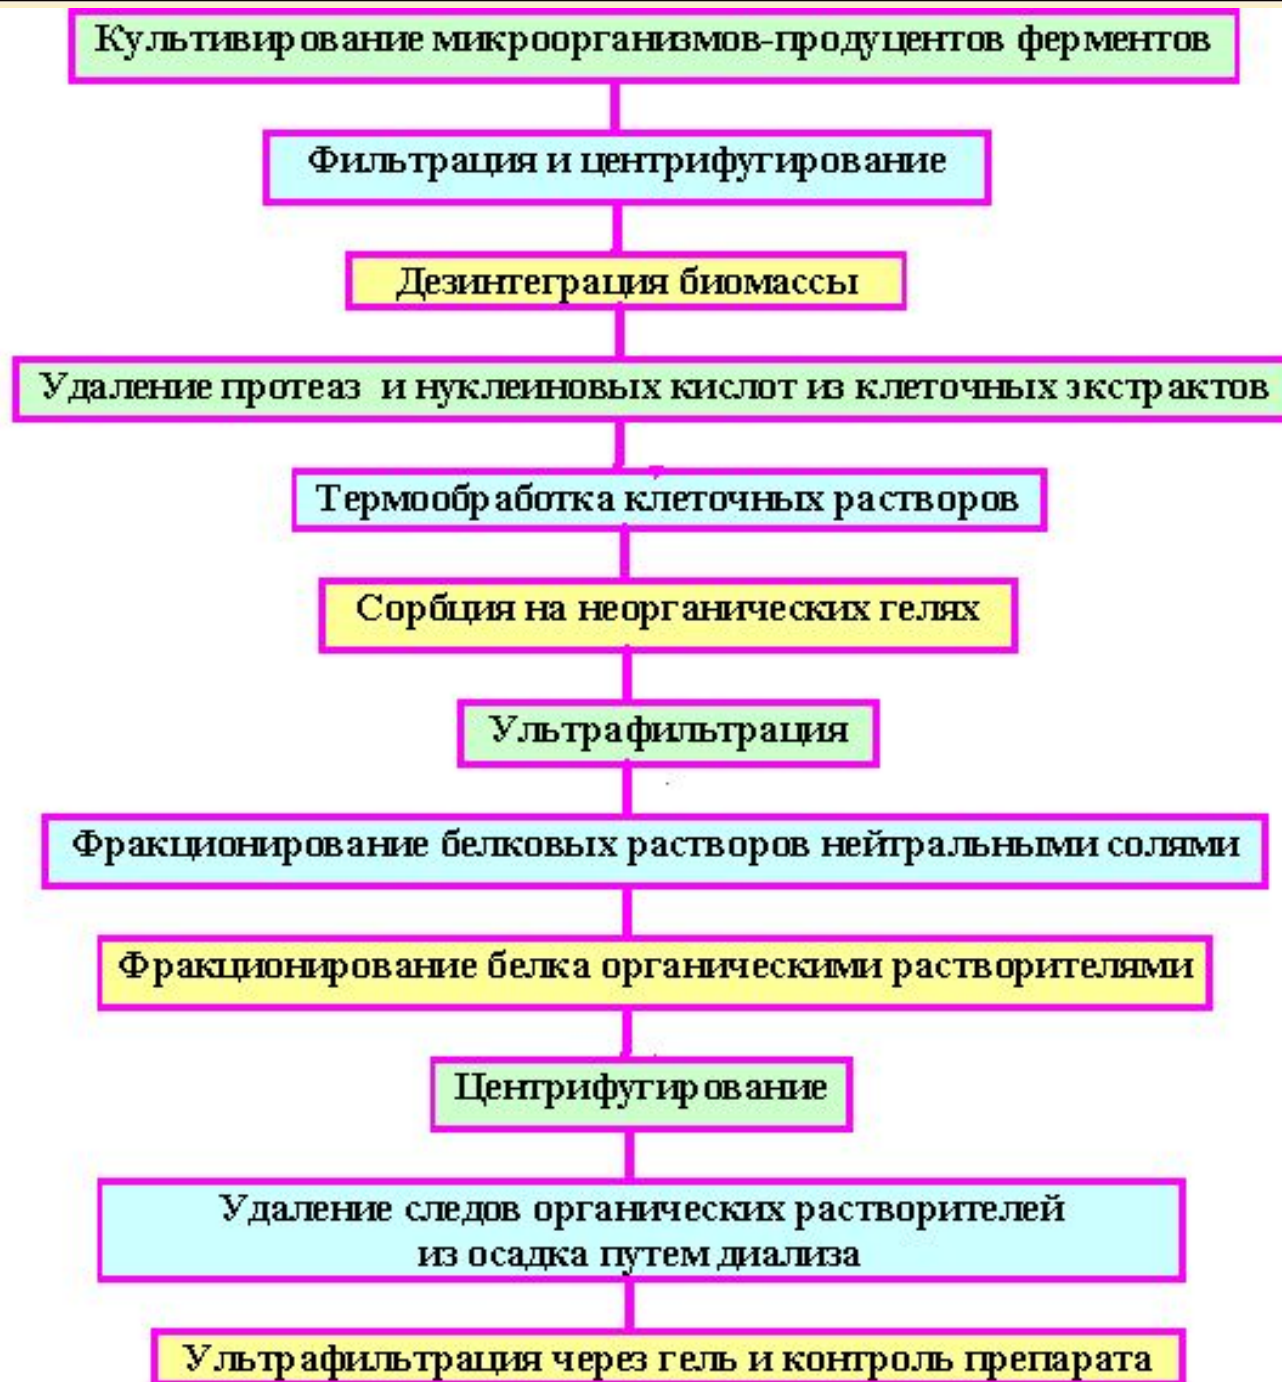 Культивирование микроорганизмов-продуцентов ферментов
Фильтрация и центрифугирование
Дезинтеграция биомассы
Удаление протеаз и нуклеиновых кислот из клеточных экстрактов
Термообработка клеточных растворов
Сорбция на неорганических гелях
Ультрафильтрация
Фракционирование белковых растворов нейтральными солями
Фракционирование белка органическими растворителями
Центрифугирование
Удаление следов органических растворителей
из осадка путем диализа
Ультрафильтрация через гель и контроль препарата